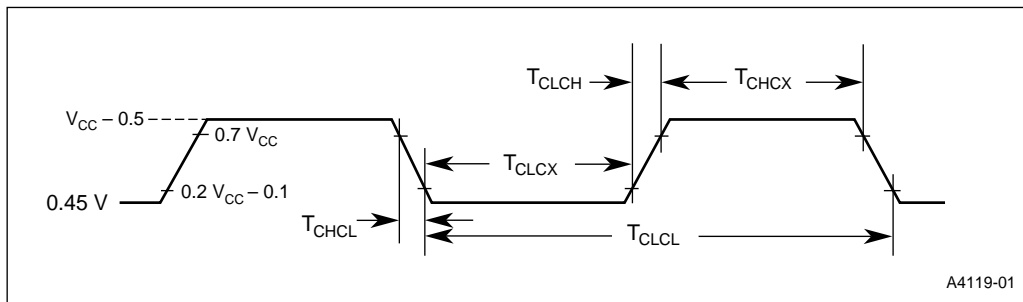 T_CLCH
T_CHCX
V_CC – 0.5
0.7 V_CC
T_CLCX
0.2 V_CC – 0.1
0.45 V
T_CHCL
T_CLCL
A4119-01